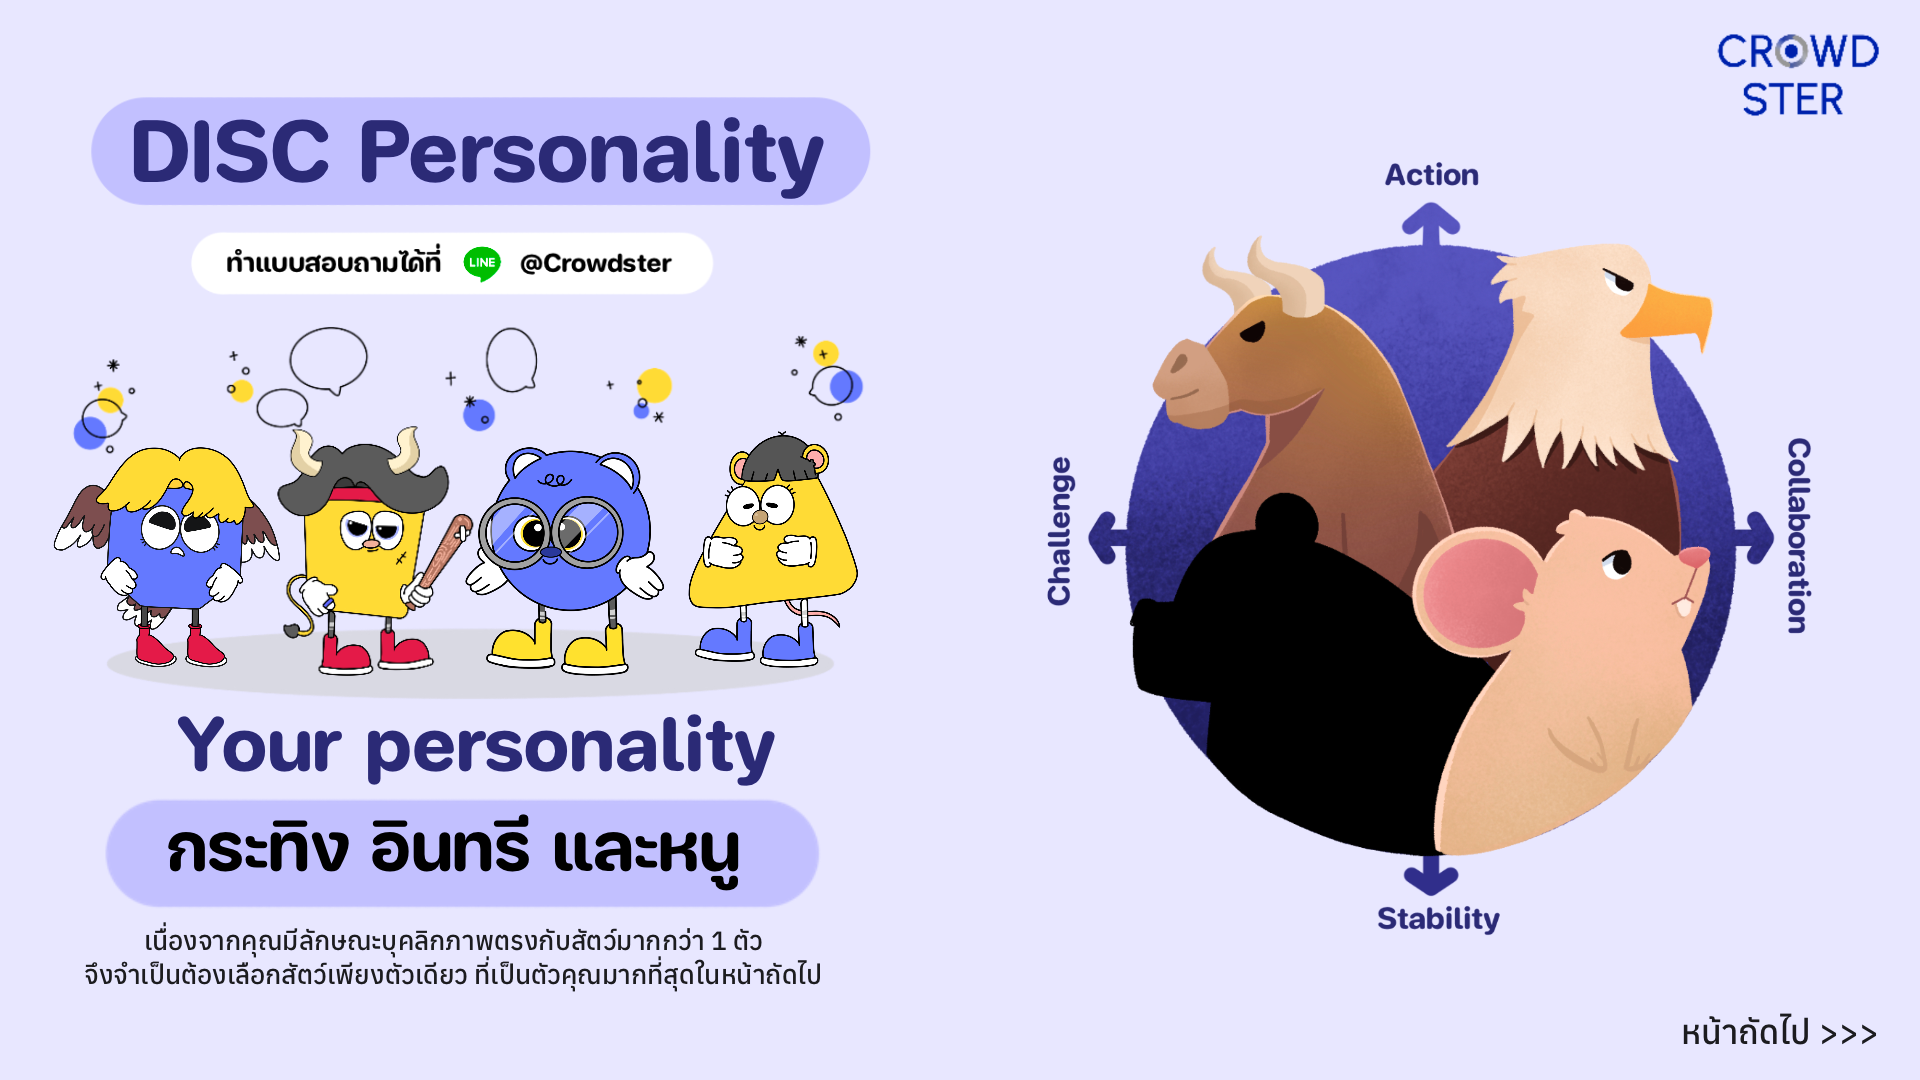 CROWD
STER
DISC Personality
ทำแบบสอบถามได้ที่ LINE @Crowdster
Your personality
กระทิง อินทรี และหนู
เนื่องจากคุณมีลักษณะบุคลิกภาพตรงกับสัตว์มากกว่า 1 ตัว
จึงจำเป็นต้องเลือกสัตว์เพียงตัวเดียว ที่เป็นตัวคุณมากที่สุดในหน้าถัดไป
Action
Challenge
Collaboration
Stability
หน้าถัดไป >>>